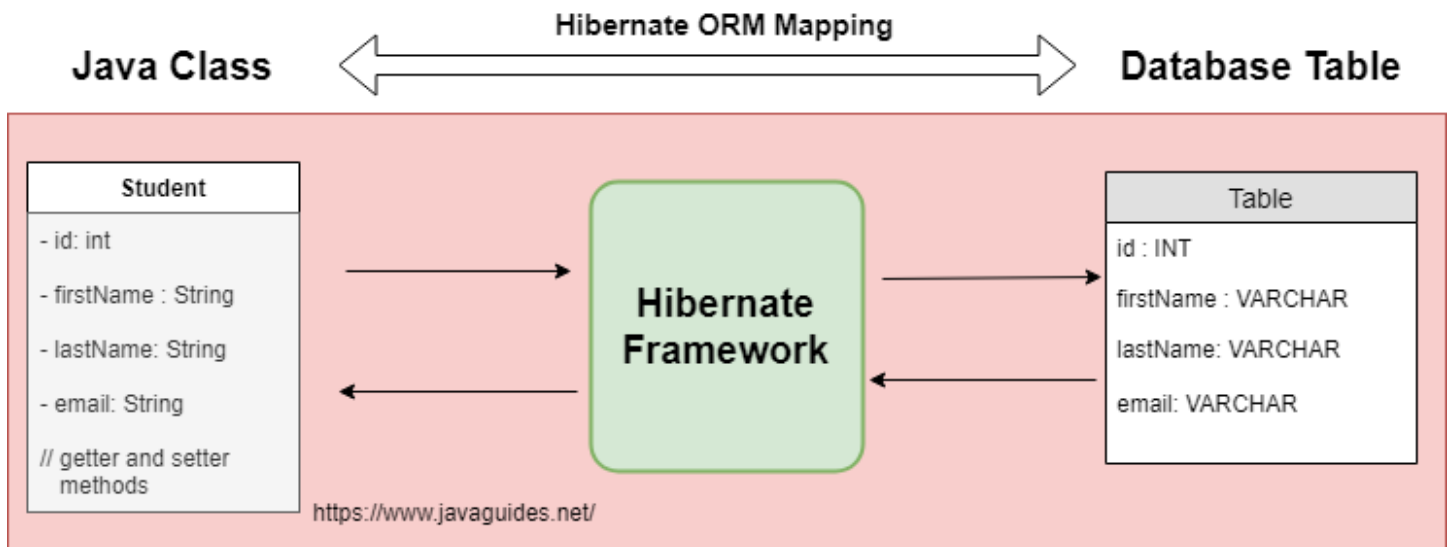 Hibernate ORM Mapping
Java Class
Database Table
Student
- id: int
- firstName : String
- lastName: String
- email: String
// getter and setter
methods
Hibernate
Framework
Table
id : INT
firstName : VARCHAR
lastName: VARCHAR
email: VARCHAR
https://www.javaguides.net/